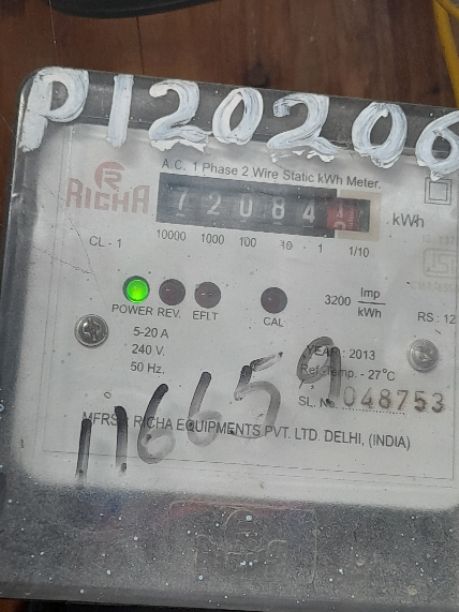 P120206
A.C. 1 Phase 2 Wire Static kWh Meter.
RICHA
72084
kWh
CL - 1
10000 1000 100 10 1 1/10
POWER REV. EFLT
CAL
3200 Imp
kWh
RS : 12
5-20 A
240 V.
50 Hz.
YEAR : 2013
Ref. Temp. - 27°C
SL. No. 048753
MFRS : RICHA EQUIPMENTS PVT. LTD. DELHI, (INDIA)
116659